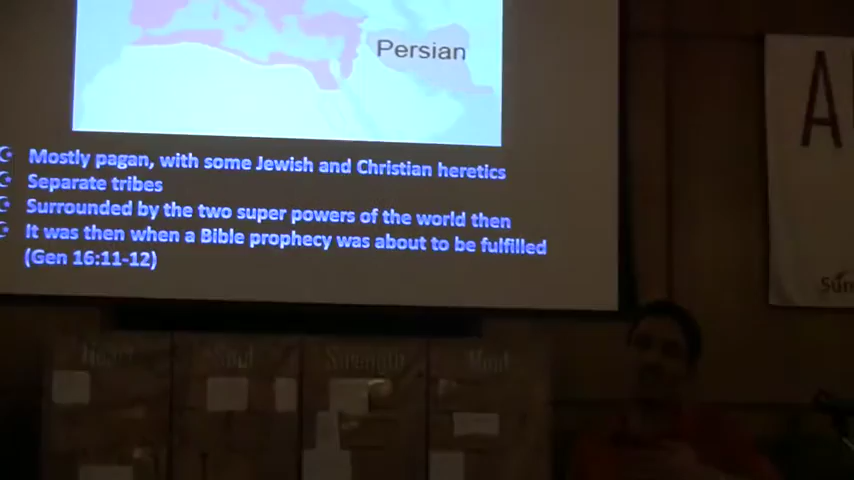 Persian
Mostly pagan, with some Jewish and Christian heretics
Separate tribes
Surrounded by the two super powers of the world then
It was then when a Bible prophecy was about to be fulfilled
(Gen 16:11-12)
Strength